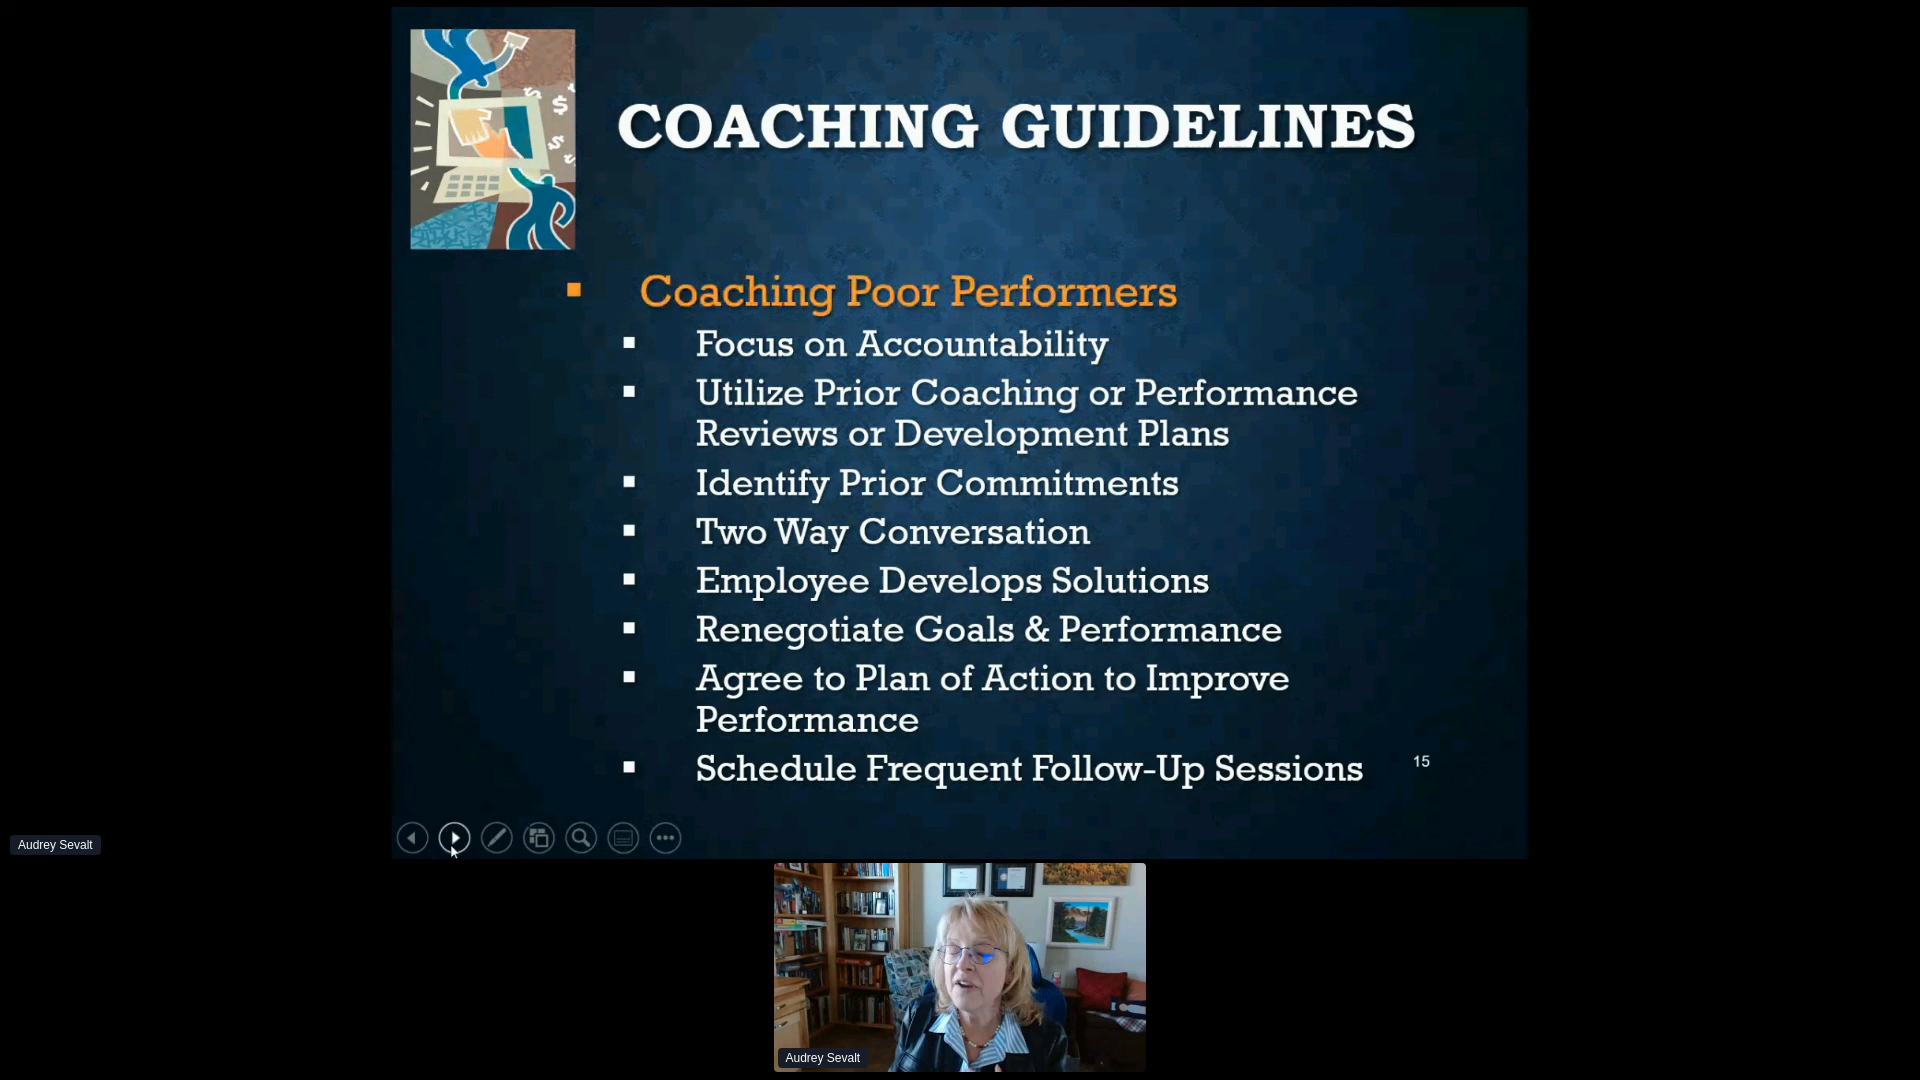 COACHING GUIDELINES
Coaching Poor Performers
Focus on Accountability
Utilize Prior Coaching or Performance
Reviews or Development Plans
Identify Prior Commitments
Two Way Conversation
Employee Develops Solutions
Renegotiate Goals & Performance
Agree to Plan of Action to Improve
Performance
Schedule Frequent Follow-Up Sessions
15
Audrey Sevalt
Audrey Sevalt